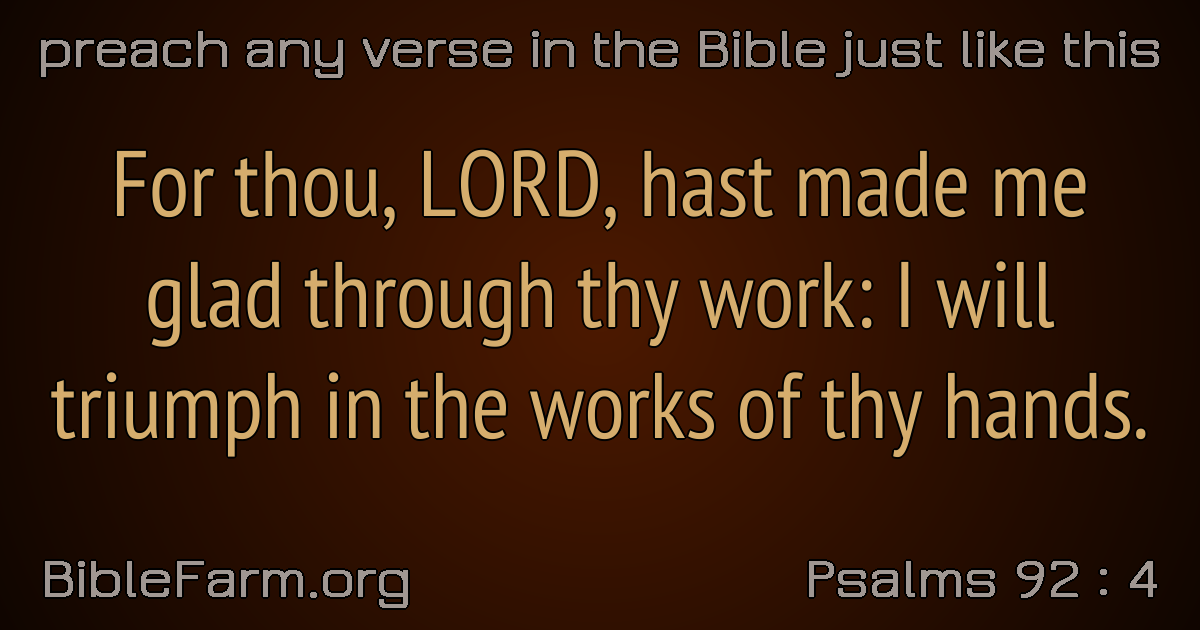 preach any verse in the Bible just like this
For thou, LORD, hast made me
glad through thy work: I will
triumph in the works of thy hands.
BibleFarm.org
Psalms 92 : 4